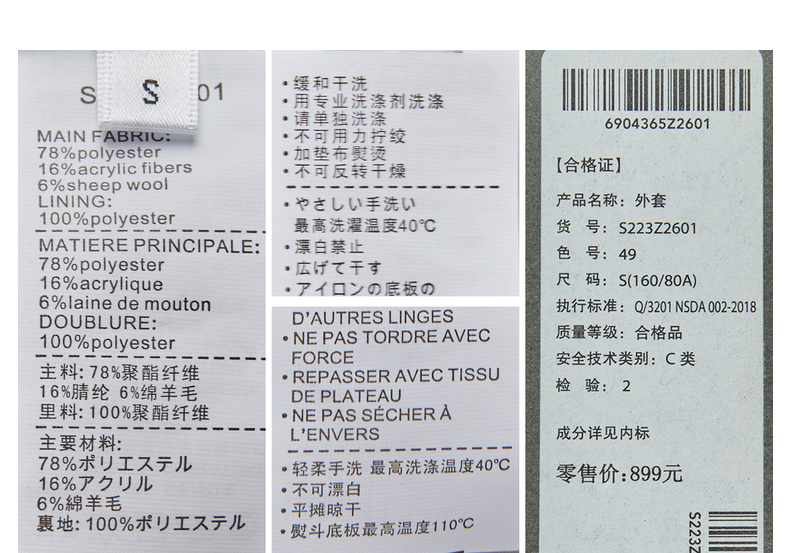 S
01
S
MAIN FABRIC:
78%polyester
16%acrylic fibers
6%sheep wool
LINING:
100%polyester
MATIERE PRINCIPALE:
78%polyester
16%acrylique
6%laine de mouton
DOUBLURE:
100%polyester
主料:78%聚酯纤维
16%腈纶 6%绵羊毛
里料:100%聚酯纤维
主要材料:
78%ポリエステル
16%アクリル
6%綿羊毛
裏地:100%ポリエステル
•缓和干洗
•用专业洗涤剂洗涤
•请单独洗涤
•不可用力拧绞
•加垫布熨烫
•不可反转干燥
•やさしい手洗い
最高洗濯温度40℃
•漂白禁止
•広げて干す
•アイロンの底板の
D'AUTRES LINGES
•NE PAS TORDRE AVEC
FORCE
•REPASSER AVEC TISSU
DE PLATEAU
•NE PAS SÉCHER À
L'ENVERS
•轻柔手洗 最高洗涤温度40℃
•不可漂白
•平摊晾干
•熨斗底板最高温度110℃
6904365Z2601
【合格证】
产品名称: 外套
货 号: S223Z2601
色 号: 49
尺 码: S(160/80A)
执行标准: Q/3201 NSDA 002-2018
质量等级: 合格品
安全技术类别: C 类
检 验: 2
成分详见内标
零售价:899元
S223Z